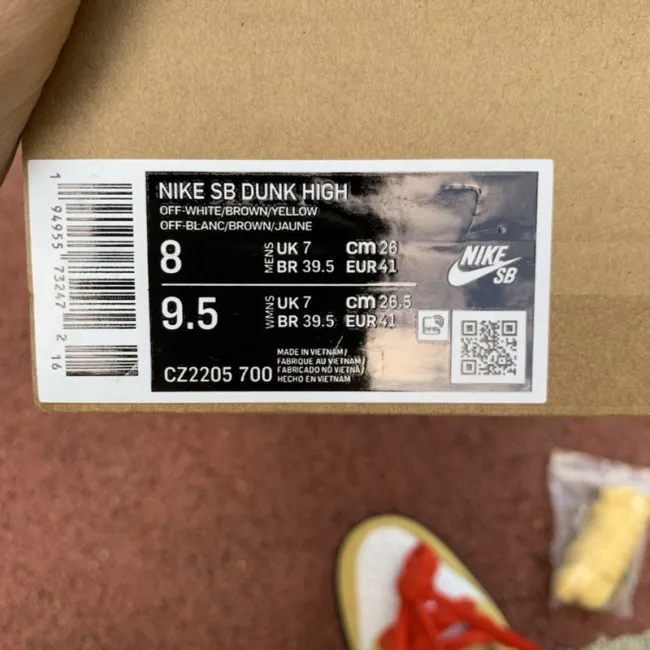 NIKE SB DUNK HIGH
OFF-WHITE/BROWN/YELLOW
OFF-BLANC/BROWN/JAUNE
8 MENS UK 7 cm 26
BR 39.5 EUR 41
9.5 WMNS UK 7 cm 26.5
BR 39.5 EUR 41
CZ2205 700
MADE IN VIETNAM/
FABRIQUE AU VIETNAM/
FABRICADO NO VIETNÃ/
HECHO EN VIETNAM
NIKE
SB
1 94955 73247 2 16